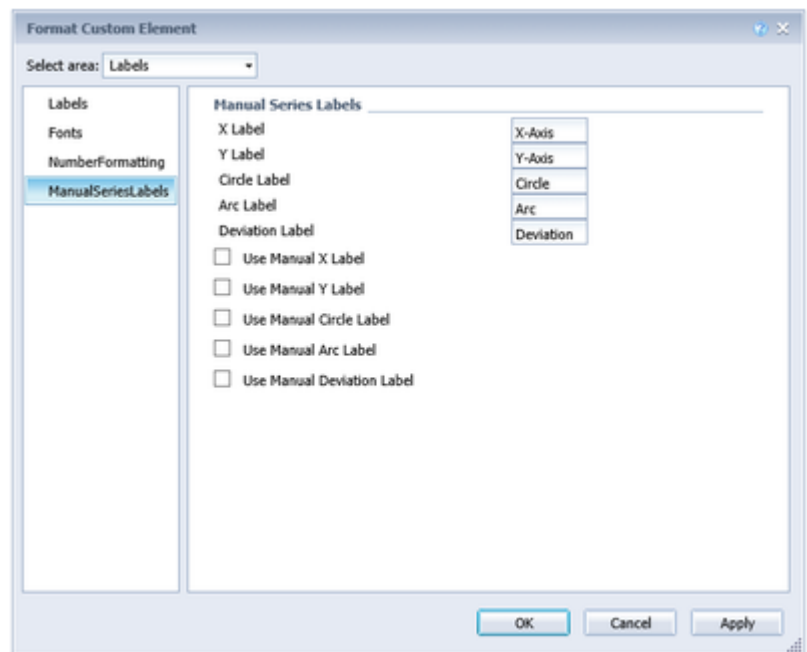 Format Custom Element
Select area: Labels
Labels
Fonts
NumberFormatting
ManualSeriesLabels
Manual Series Labels
X Label X-Axis
Y Label Y-Axis
Circle Label Circle
Arc Label Arc
Deviation Label Deviation
Use Manual X Label
Use Manual Y Label
Use Manual Circle Label
Use Manual Arc Label
Use Manual Deviation Label
OK Cancel Apply